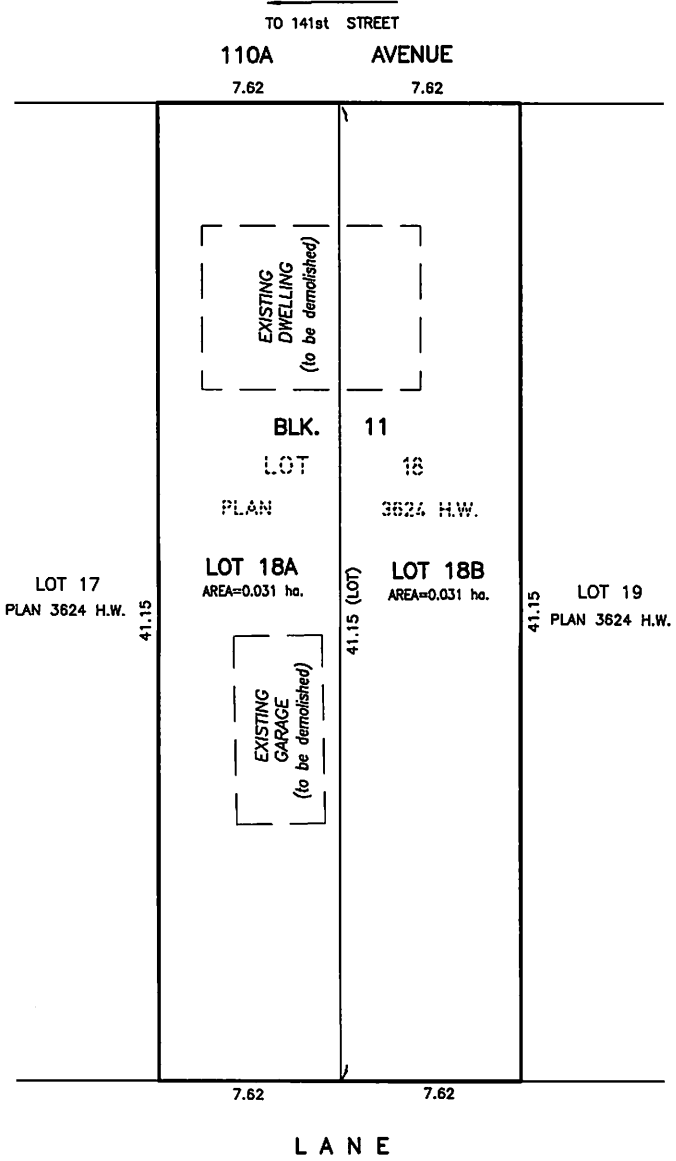 TO 141st STREET
110A AVENUE
7.62 7.62
EXISTING
DWELLING
(to be demolished)
BLK. 11
LOT 18
PLAN 3624 H.W.
LOT 18A
AREA=0.031 ha.
LOT 18B
AREA=0.031 ha.
LOT 17
PLAN 3624 H.W.
41.15
41.15 (LOT)
41.15
LOT 19
PLAN 3624 H.W.
EXISTING
GARAGE
(to be demolished)
7.62 7.62
LANE